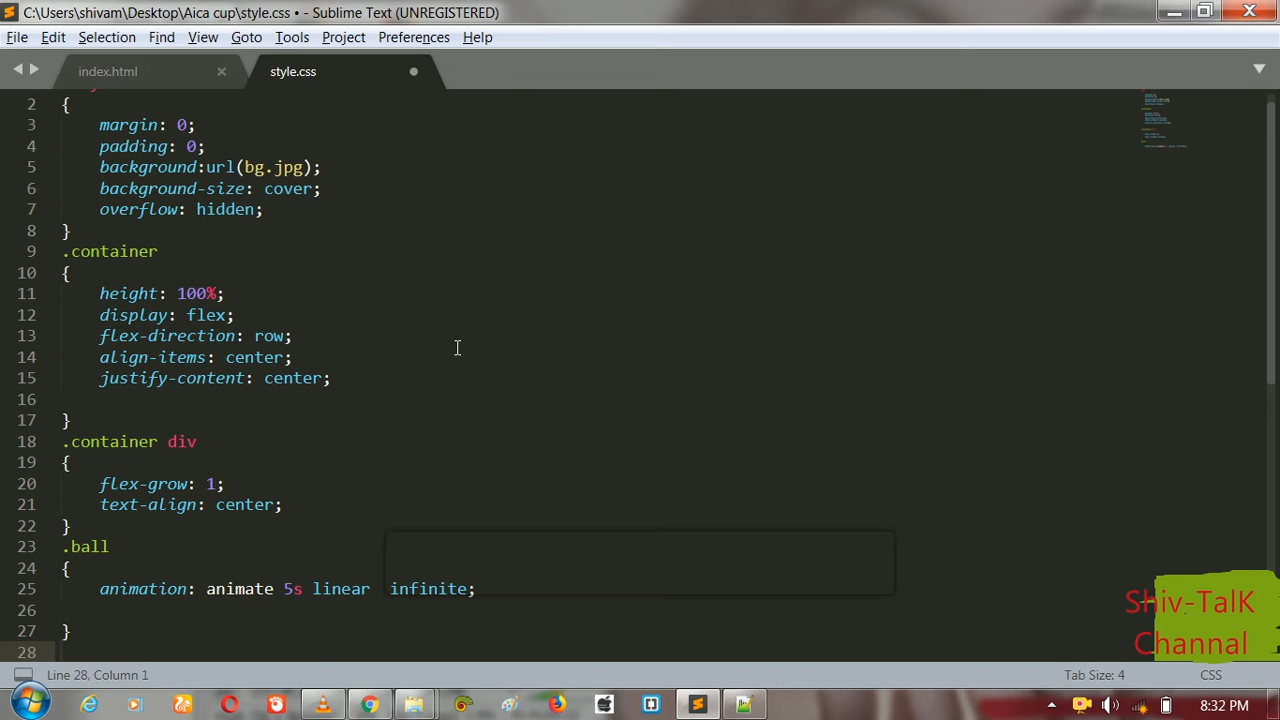 C:\Users\shivam\Desktop\Aica cup\style.css • - Sublime Text (UNREGISTERED)
File Edit Selection Find View Goto Tools Project Preferences Help
index.html style.css
2 {
3 margin: 0;
4 padding: 0;
5 background:url(bg.jpg);
6 background-size: cover;
7 overflow: hidden;
8 }
9 .container
10 {
11 height: 100%;
12 display: flex;
13 flex-direction: row;
14 align-items: center;
15 justify-content: center;
16
17 }
18 .container div
19 {
20 flex-grow: 1;
21 text-align: center;
22 }
23 .ball
24 {
25 animation: animate 5s linear  infinite;
26
27 }
28
Shiv-TalK
Channal
Line 28, Column 1 Tab Size: 4 CSS
8:32 PM